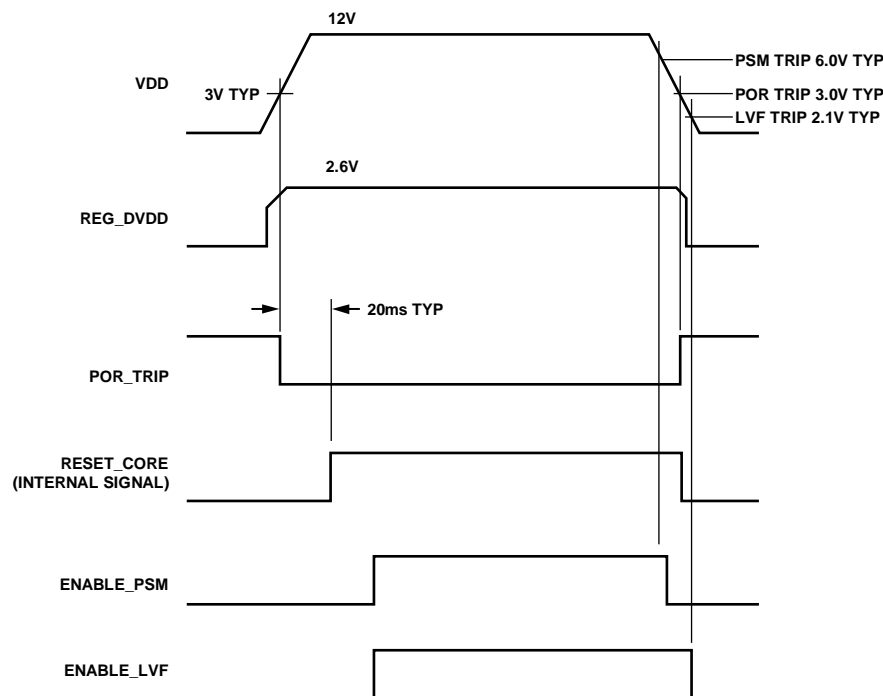 12V
VDD
3V TYP
PSM TRIP 6.0V TYP
POR TRIP 3.0V TYP
LVF TRIP 2.1V TYP
2.6V
REG_DVDD
20ms TYP
POR_TRIP
RESET_CORE
(INTERNAL SIGNAL)
ENABLE_PSM
ENABLE_LVF